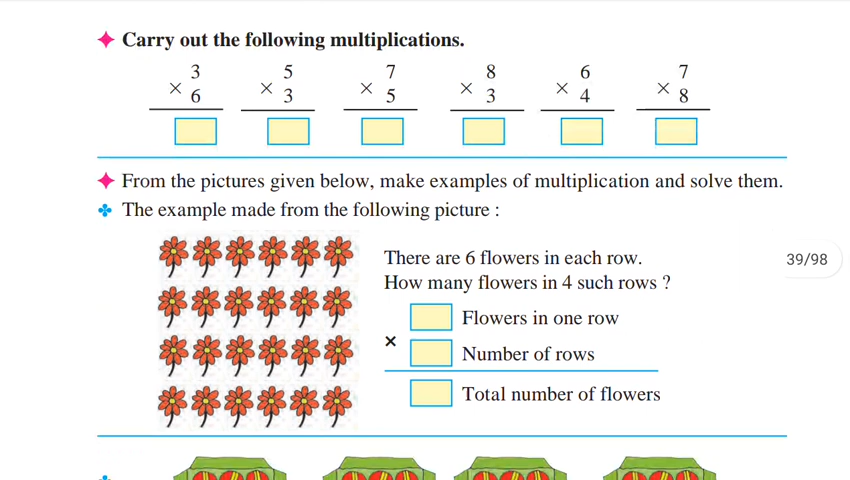 Carry out the following multiplications.
3 5 7 8 6 7
× 6 × 3 × 5 × 3 × 4 × 8
From the pictures given below, make examples of multiplication and solve them.
The example made from the following picture :
There are 6 flowers in each row.
How many flowers in 4 such rows ?
Flowers in one row
× Number of rows
Total number of flowers
39/98